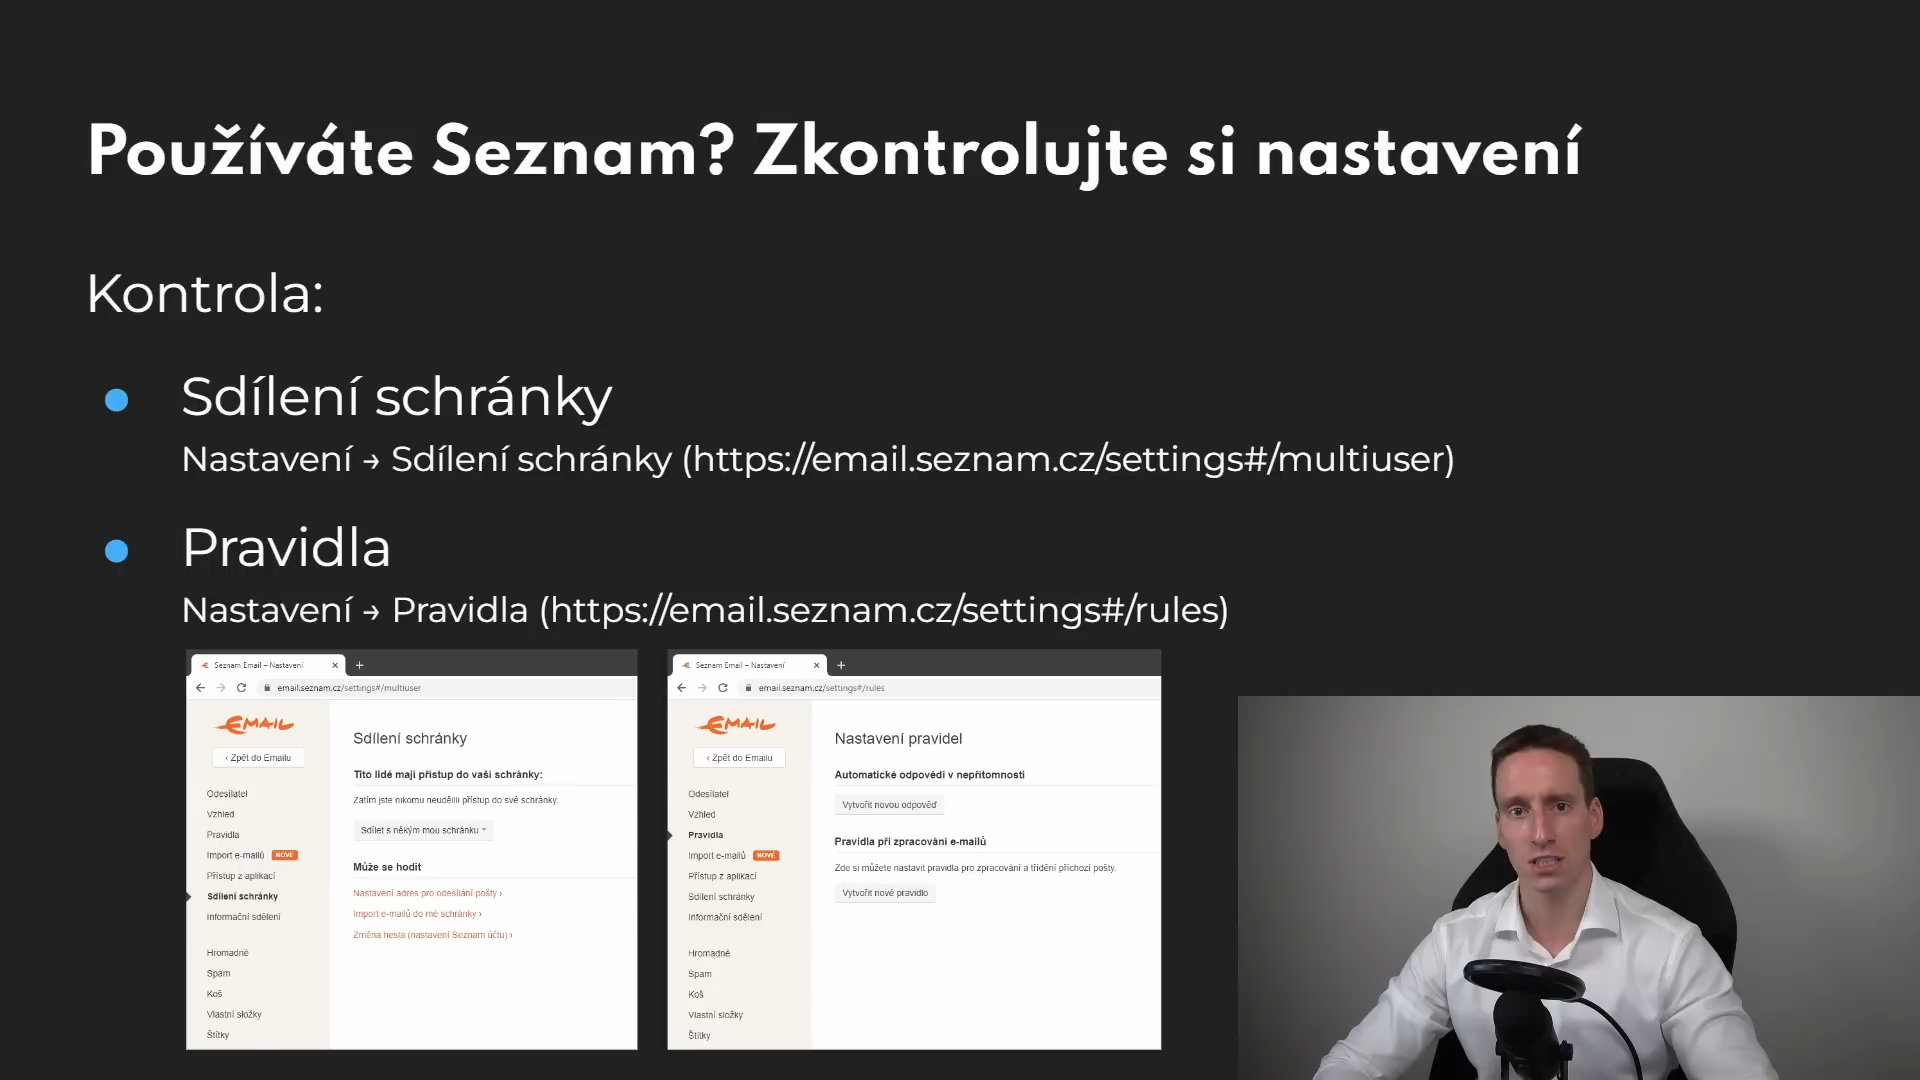 Používáte Seznam? Zkontrolujte si nastavení
Kontrola:
● Sdílení schránky
Nastavení → Sdílení schránky (https://email.seznam.cz/settings#/multiuser)
● Pravidla
Nastavení → Pravidla (https://email.seznam.cz/settings#/rules)
Seznam Email – Nastavení
email.seznam.cz/settings#/multiuser
EMAIL
‹ Zpět do Emailu
Odesílatel
Vzhled
Pravidla
Import e-mailů NOVÉ
Přístup z aplikací
Sdílení schránky
Informační sdělení
Hromadné
Spam
Koš
Vlastní složky
Štítky
Sdílení schránky
Tito lidé mají přístup do vaší schránky:
Zatím jste nikomu neudělili přístup do své schránky.
Sdílet s někým mou schránku
Může se hodit
Nastavení adres pro odesílání pošty ›
Import e-mailů do mé schránky ›
Změna hesla (nastavení Seznam účtu) ›
Seznam Email – Nastavení
email.seznam.cz/settings#/rules
EMAIL
‹ Zpět do Emailu
Odesílatel
Vzhled
Pravidla
Import e-mailů NOVÉ
Přístup z aplikací
Sdílení schránky
Informační sdělení
Hromadné
Spam
Koš
Vlastní složky
Štítky
Nastavení pravidel
Automatické odpovědi v nepřítomnosti
Vytvořit novou odpověď
Pravidla při zpracování e-mailů
Zde si můžete nastavit pravidla pro zpracování a třídění příchozí pošty.
Vytvořit nové pravidlo